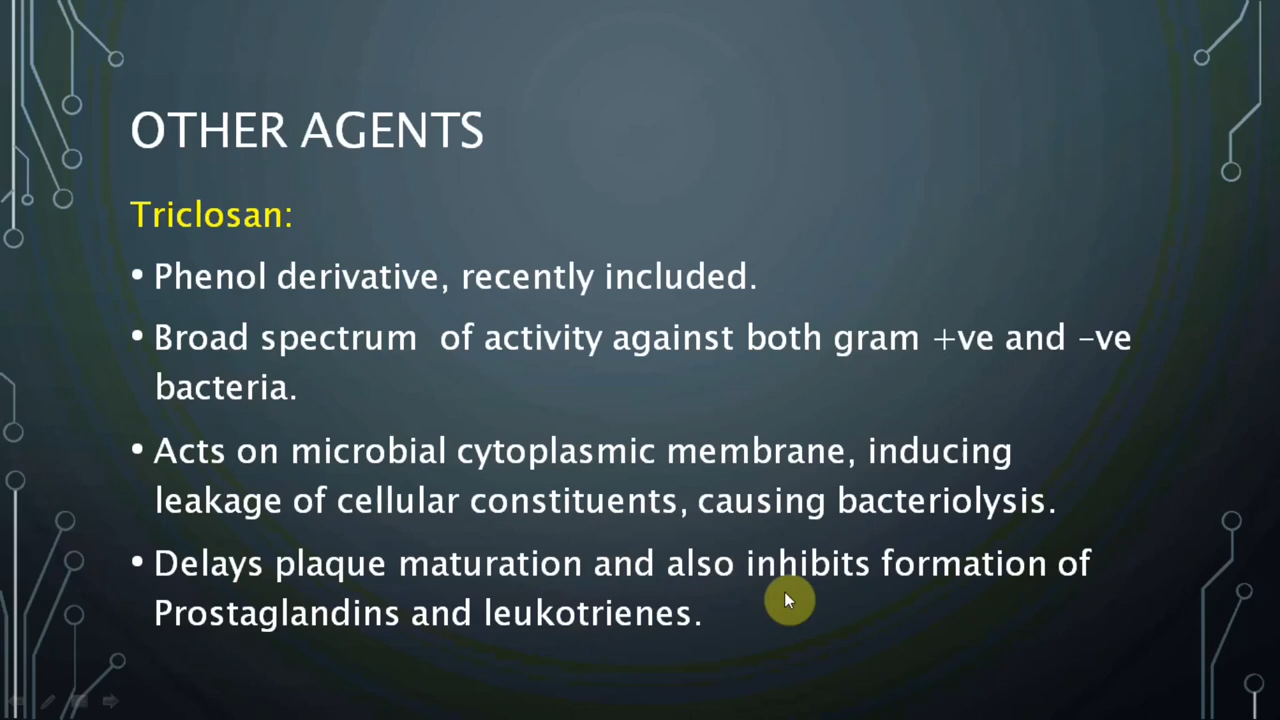 OTHER AGENTS
Triclosan:
• Phenol derivative, recently included.
• Broad spectrum  of activity against both gram +ve and –ve
bacteria.
• Acts on microbial cytoplasmic membrane, inducing
leakage of cellular constituents, causing bacteriolysis.
• Delays plaque maturation and also inhibits formation of
Prostaglandins and leukotrienes.